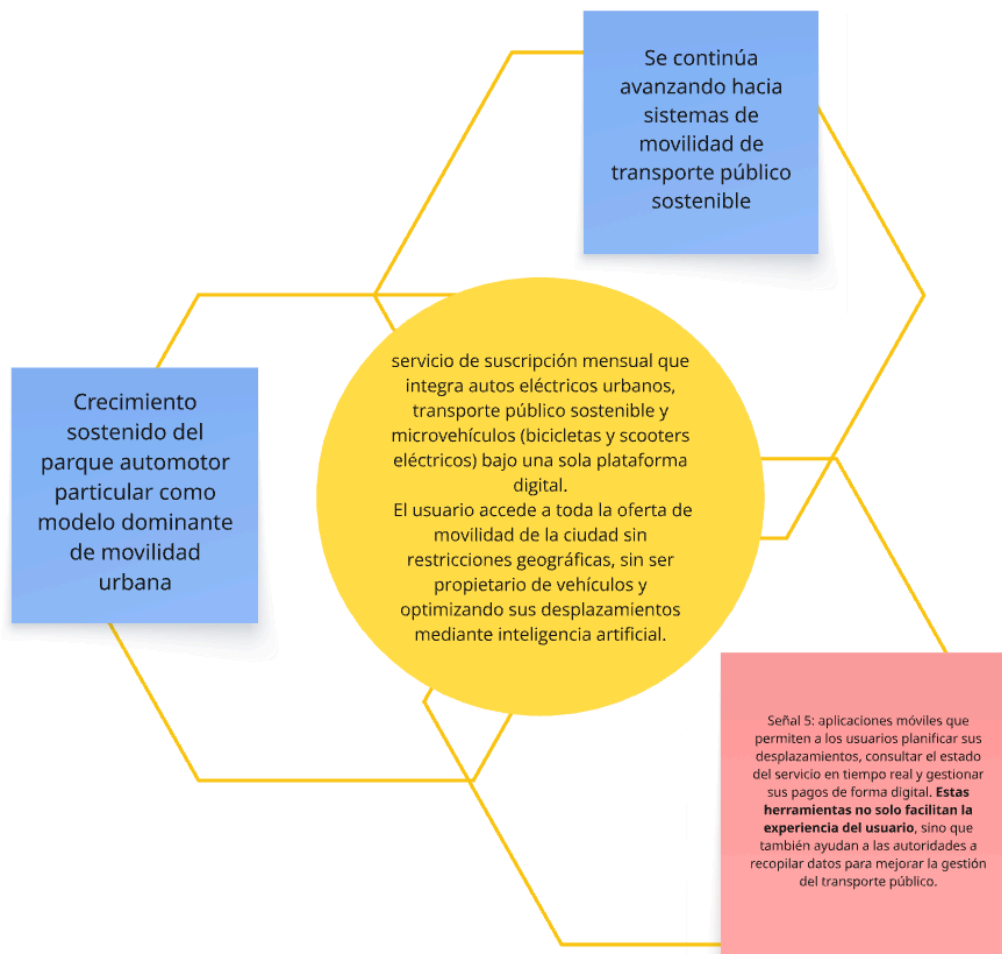 Se continúa
avanzando hacia
sistemas de
movilidad de
transporte público
sostenible
servicio de suscripción mensual que
integra autos eléctricos urbanos,
transporte público sostenible y
microvehículos (bicicletas y scooters
eléctricos) bajo una sola plataforma
digital.
El usuario accede a toda la oferta de
movilidad de la ciudad sin
restricciones geográficas, sin ser
propietario de vehículos y
optimizando sus desplazamientos
mediante inteligencia artificial.
Crecimiento
sostenido del
parque automotor
particular como
modelo dominante
de movilidad
urbana
Señal 5: aplicaciones móviles que
permiten a los usuarios planificar sus
desplazamientos, consultar el estado
del servicio en tiempo real y gestionar
sus pagos de forma digital. Estas
herramientas no solo facilitan la
experiencia del usuario, sino que
también ayudan a las autoridades a
recopilar datos para mejorar la gestión
del transporte público.